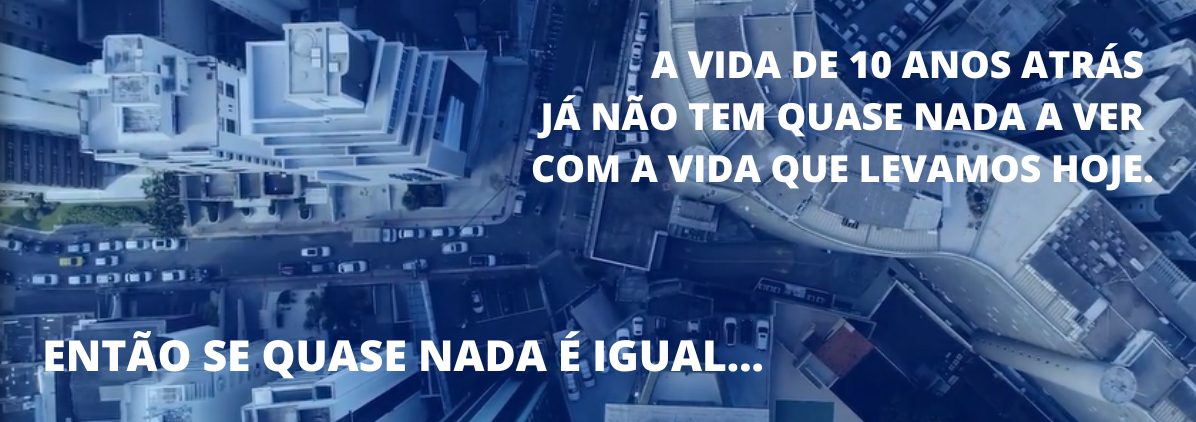 A VIDA DE 10 ANOS ATRÁS
JÁ NÃO TEM QUASE NADA A VER
COM A VIDA QUE LEVAMOS HOJE.
ENTÃO SE QUASE NADA É IGUAL...